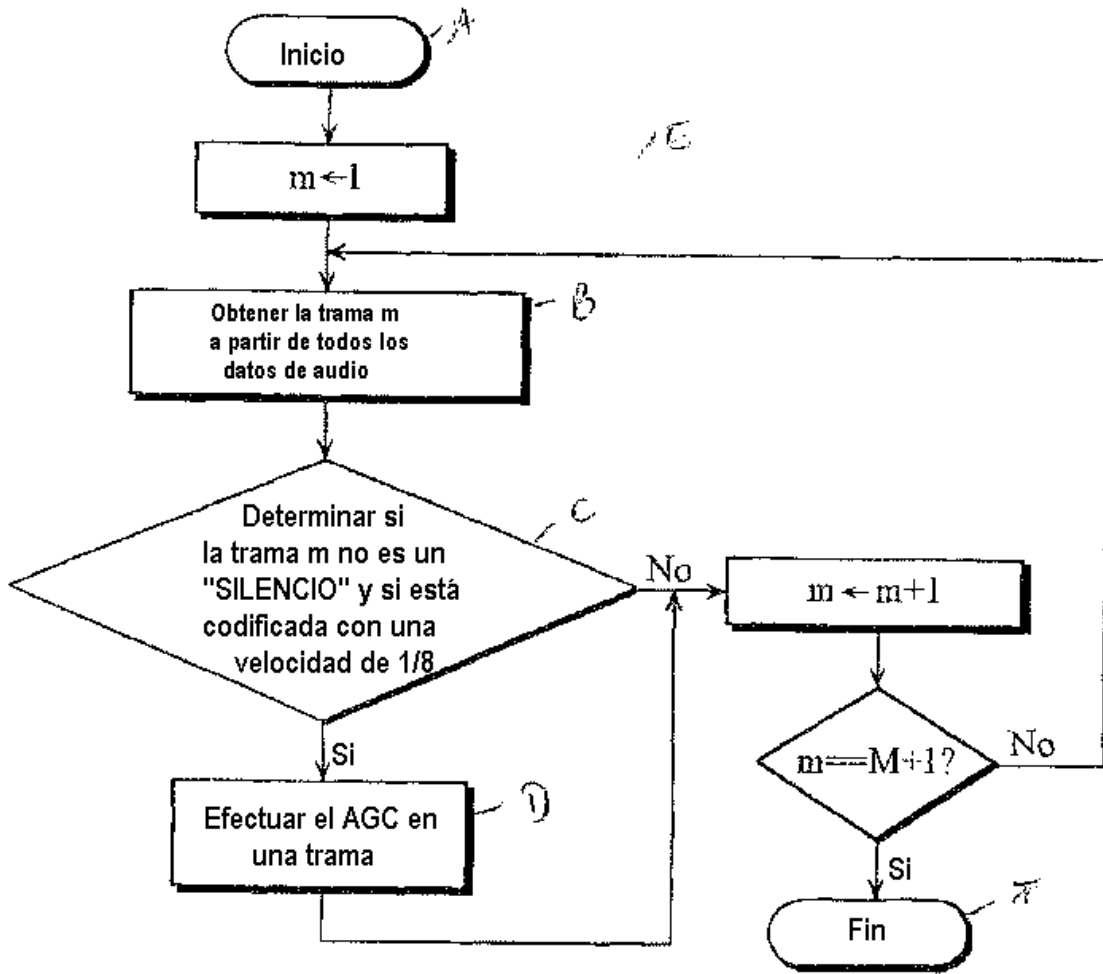 Inicio
A
m ← 1
E
Obtener la trama m
a partir de todos los
datos de audio
B
Determinar si
la trama m no es un
"SILENCIO" y si está
codificada con una
velocidad de 1/8
C
No
m ← m+1
Si
m==M+1?
No
Efectuar el AGC en
una trama
D
Si
Fin
F